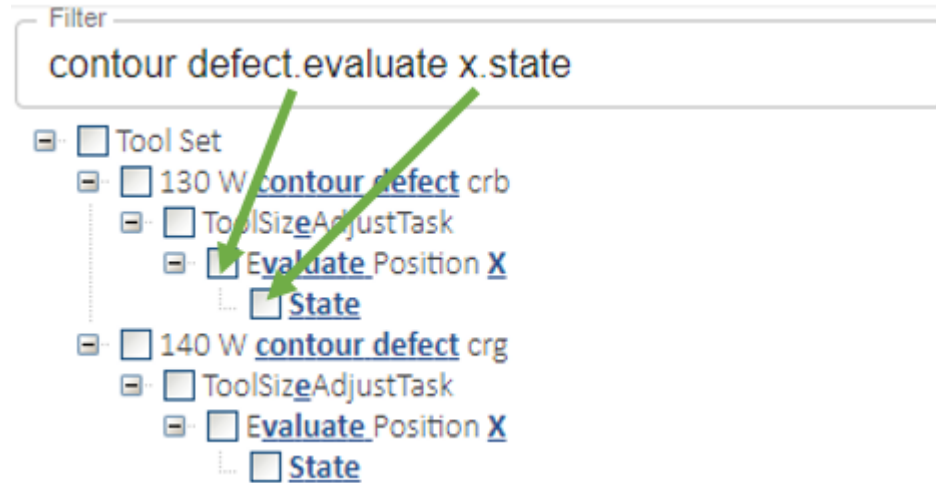 Filter
contour defect.evaluate x.state
Tool Set
130 W contour defect crb
ToolSizeAdjustTask
Evaluate Position X
State
140 W contour defect crg
ToolSizeAdjustTask
Evaluate Position X
State